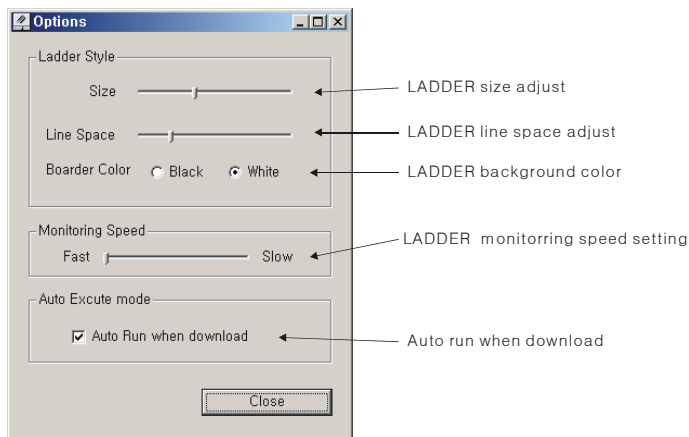 Options
Ladder Style
Size
LADDER size adjust
Line Space
LADDER line space adjust
Boarder Color Black White
LADDER background color
Monitoring Speed
Fast Slow
LADDER monitorring speed setting
Auto Excute mode
Auto Run when download
Auto run when download
Close